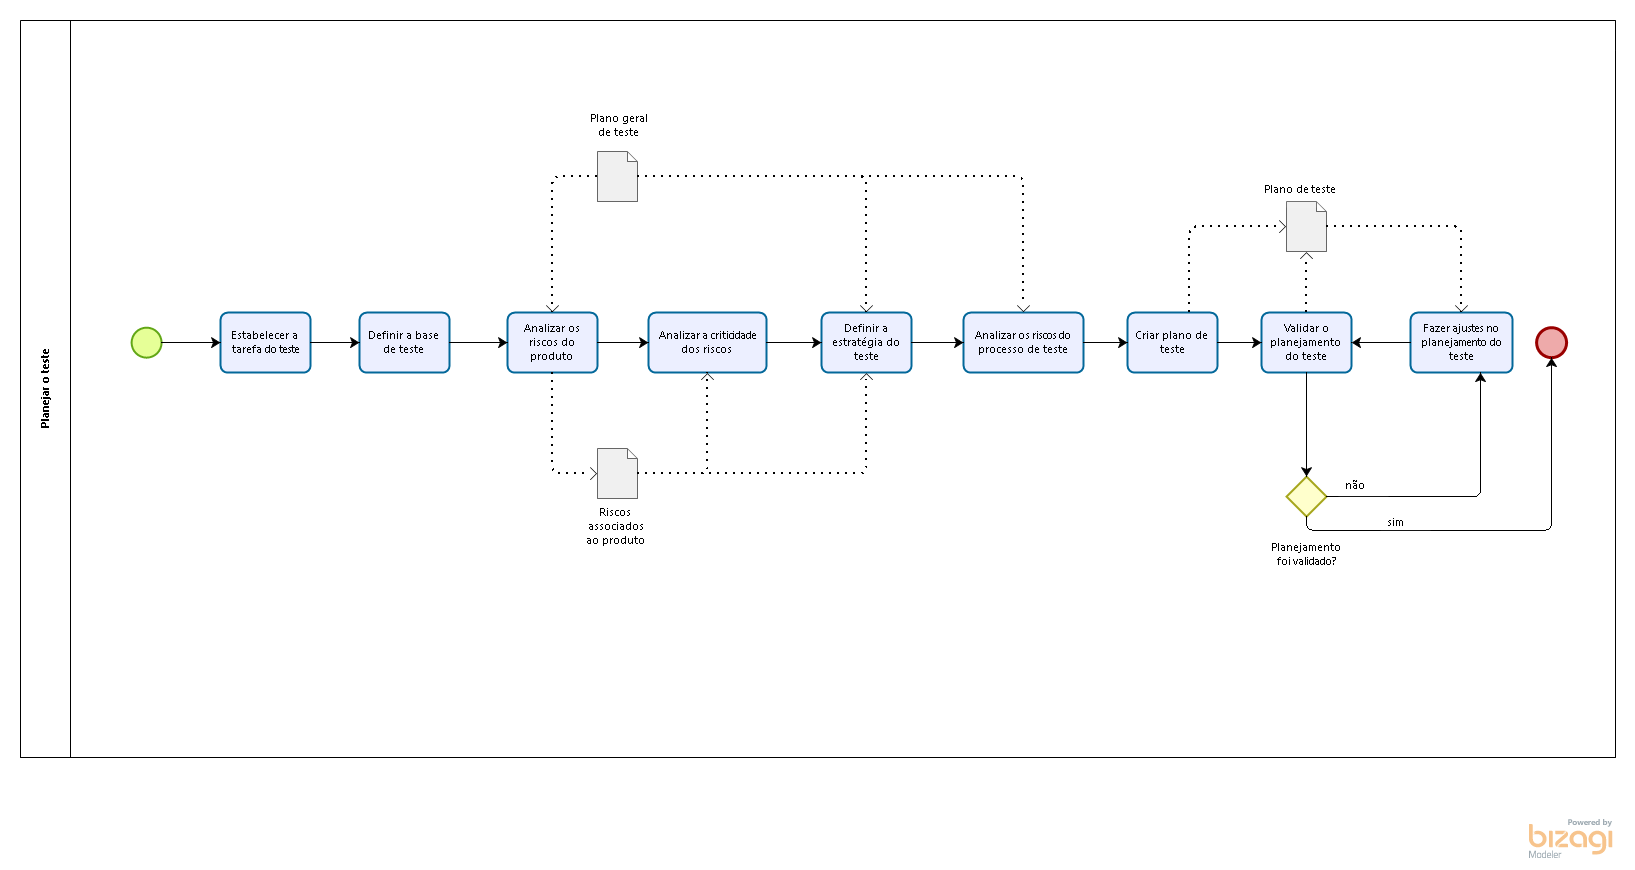 Planejar o teste
Plano geral
de teste
Plano de teste
Estabelecer a
tarefa do teste
Definir a base
de teste
Analizar os
riscos do
produto
Analizar a criticidade
dos riscos
Definir a
estratégia do
teste
Analizar os riscos do
processo de teste
Criar plano de
teste
Validar o
planejamento
do teste
Fazer ajustes no
planejamento do
teste
não
sim
Riscos
associados
ao produto
Planejamento
foi validado?
Powered by
bizagi
Modeler